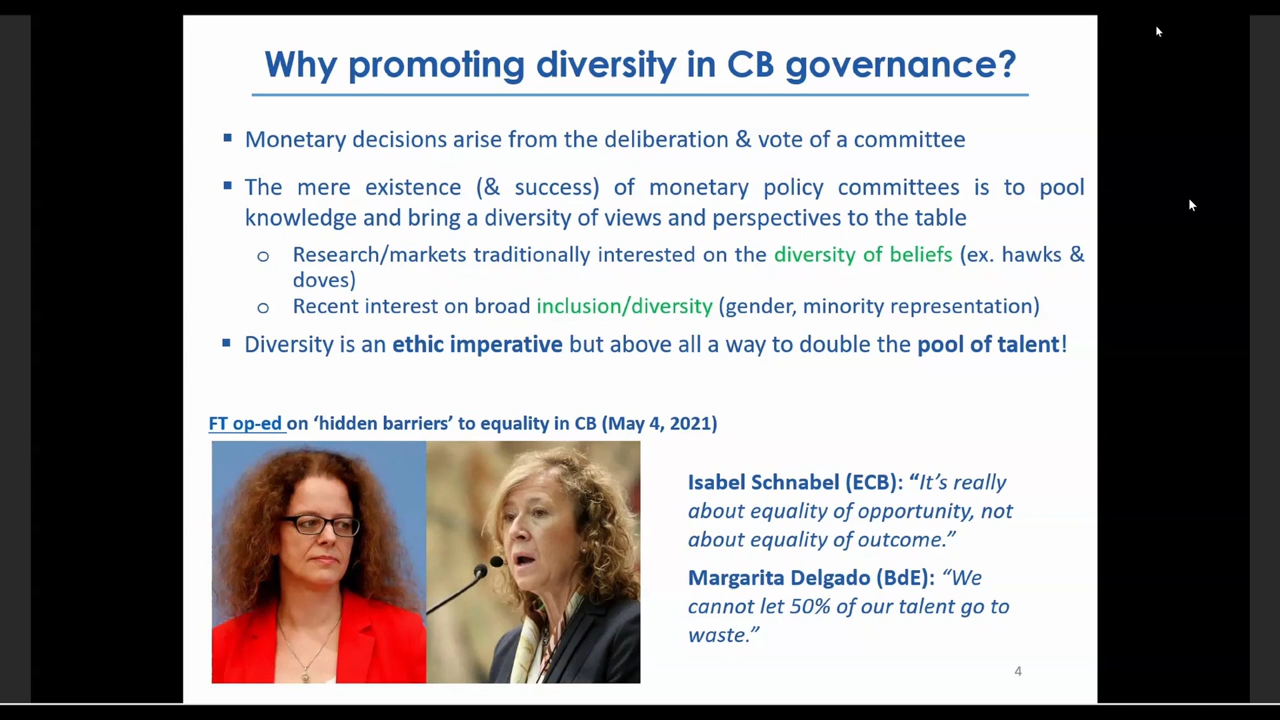 Why promoting diversity in CB governance?
▪ Monetary decisions arise from the deliberation & vote of a committee
▪ The mere existence (& success) of monetary policy committees is to pool
knowledge and bring a diversity of views and perspectives to the table
o Research/markets traditionally interested on the diversity of beliefs (ex. hawks &
doves)
o Recent interest on broad inclusion/diversity (gender, minority representation)
▪ Diversity is an ethic imperative but above all a way to double the pool of talent!
FT op-ed on ‘hidden barriers’ to equality in CB (May 4, 2021)
Isabel Schnabel (ECB): “It’s really
about equality of opportunity, not
about equality of outcome.”
Margarita Delgado (BdE): “We
cannot let 50% of our talent go to
waste.”
4